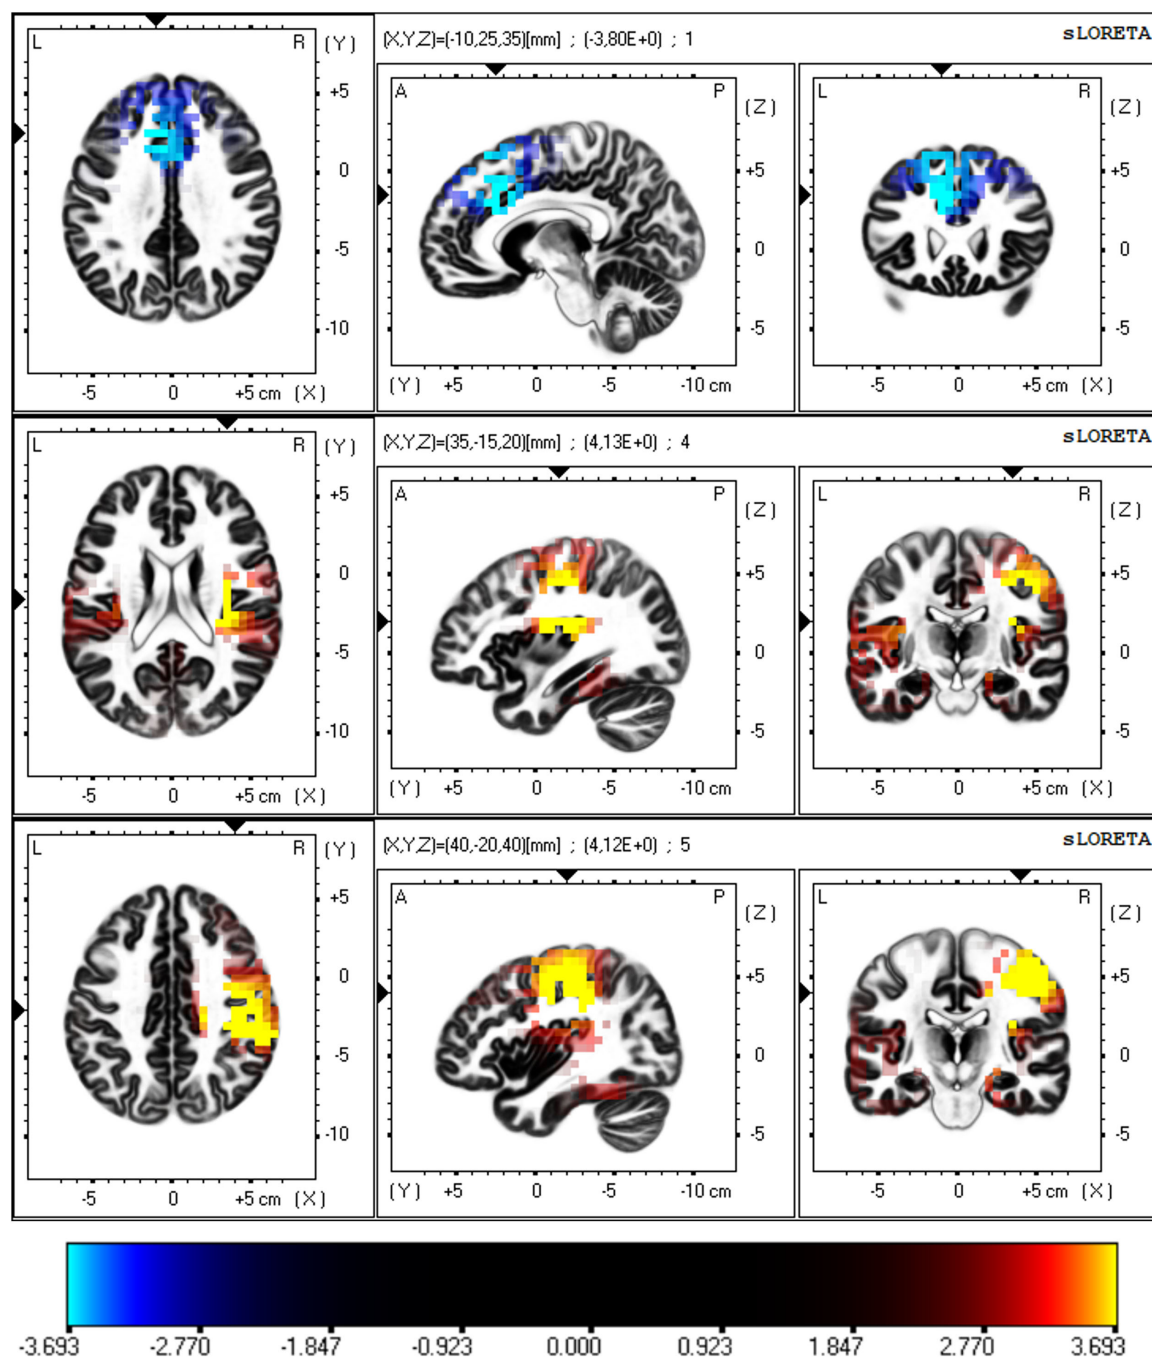 L R (Y)
+5
0
-5
-10
-5 0 +5 cm (X)
(X,Y,Z)=(-10,25,35)[mm] ; (-3,80E+0) ; 1
sLORETA
A P (Z)
+5
0
-5
(Y) +5 0 -5 -10 cm
L R (Z)
+5
0
-5
-5 0 +5 cm (X)
L R (Y)
+5
0
-5
-10
-5 0 +5 cm (X)
(X,Y,Z)=(35,-15,20)[mm] ; (4,13E+0) ; 4
sLORETA
A P (Z)
+5
0
-5
(Y) +5 0 -5 -10 cm
L R (Z)
+5
0
-5
-5 0 +5 cm (X)
L R (Y)
+5
0
-5
-10
-5 0 +5 cm (X)
(X,Y,Z)=(40,-20,40)[mm] ; (4,12E+0) ; 5
sLORETA
A P (Z)
+5
0
-5
(Y) +5 0 -5 -10 cm
L R (Z)
+5
0
-5
-5 0 +5 cm (X)
-3.693 -2.770 -1.847 -0.923 0.000 0.923 1.847 2.770 3.693